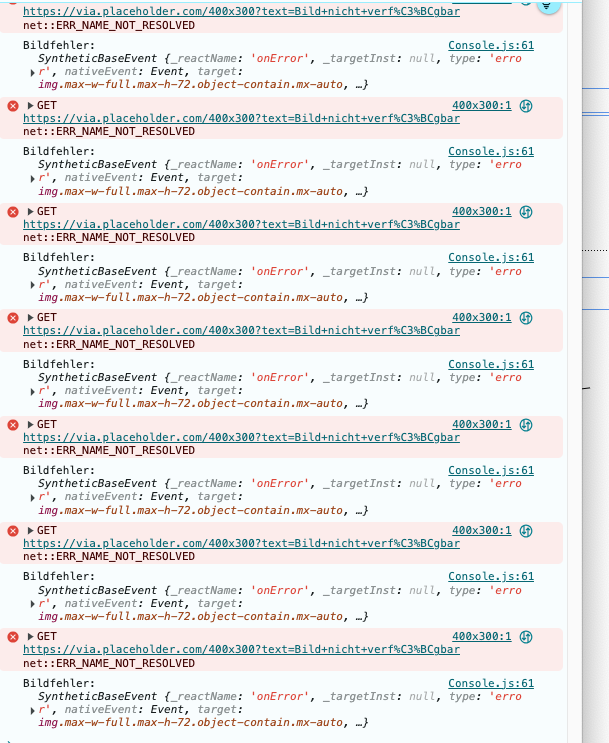 https://via.placeholder.com/400x300?text=Bild+nicht+verf%C3%BCgbar
net::ERR_NAME_NOT_RESOLVED
Bildfehler: Console.js:61
SyntheticBaseEvent {_reactName: 'onError', _targetInst: null, type: 'erro
r', nativeEvent: Event, target:
img.max-w-full.max-h-72.object-contain.mx-auto, …}
GET 400x300:1
https://via.placeholder.com/400x300?text=Bild+nicht+verf%C3%BCgbar
net::ERR_NAME_NOT_RESOLVED
Bildfehler: Console.js:61
SyntheticBaseEvent {_reactName: 'onError', _targetInst: null, type: 'erro
r', nativeEvent: Event, target:
img.max-w-full.max-h-72.object-contain.mx-auto, …}
GET 400x300:1
https://via.placeholder.com/400x300?text=Bild+nicht+verf%C3%BCgbar
net::ERR_NAME_NOT_RESOLVED
Bildfehler: Console.js:61
SyntheticBaseEvent {_reactName: 'onError', _targetInst: null, type: 'erro
r', nativeEvent: Event, target:
img.max-w-full.max-h-72.object-contain.mx-auto, …}
GET 400x300:1
https://via.placeholder.com/400x300?text=Bild+nicht+verf%C3%BCgbar
net::ERR_NAME_NOT_RESOLVED
Bildfehler: Console.js:61
SyntheticBaseEvent {_reactName: 'onError', _targetInst: null, type: 'erro
r', nativeEvent: Event, target:
img.max-w-full.max-h-72.object-contain.mx-auto, …}
GET 400x300:1
https://via.placeholder.com/400x300?text=Bild+nicht+verf%C3%BCgbar
net::ERR_NAME_NOT_RESOLVED
Bildfehler: Console.js:61
SyntheticBaseEvent {_reactName: 'onError', _targetInst: null, type: 'erro
r', nativeEvent: Event, target:
img.max-w-full.max-h-72.object-contain.mx-auto, …}
GET 400x300:1
https://via.placeholder.com/400x300?text=Bild+nicht+verf%C3%BCgbar
net::ERR_NAME_NOT_RESOLVED
Bildfehler: Console.js:61
SyntheticBaseEvent {_reactName: 'onError', _targetInst: null, type: 'erro
r', nativeEvent: Event, target:
img.max-w-full.max-h-72.object-contain.mx-auto, …}
GET 400x300:1
https://via.placeholder.com/400x300?text=Bild+nicht+verf%C3%BCgbar
net::ERR_NAME_NOT_RESOLVED
Bildfehler: Console.js:61
SyntheticBaseEvent {_reactName: 'onError', _targetInst: null, type: 'erro
r', nativeEvent: Event, target:
img.max-w-full.max-h-72.object-contain.mx-auto, …}